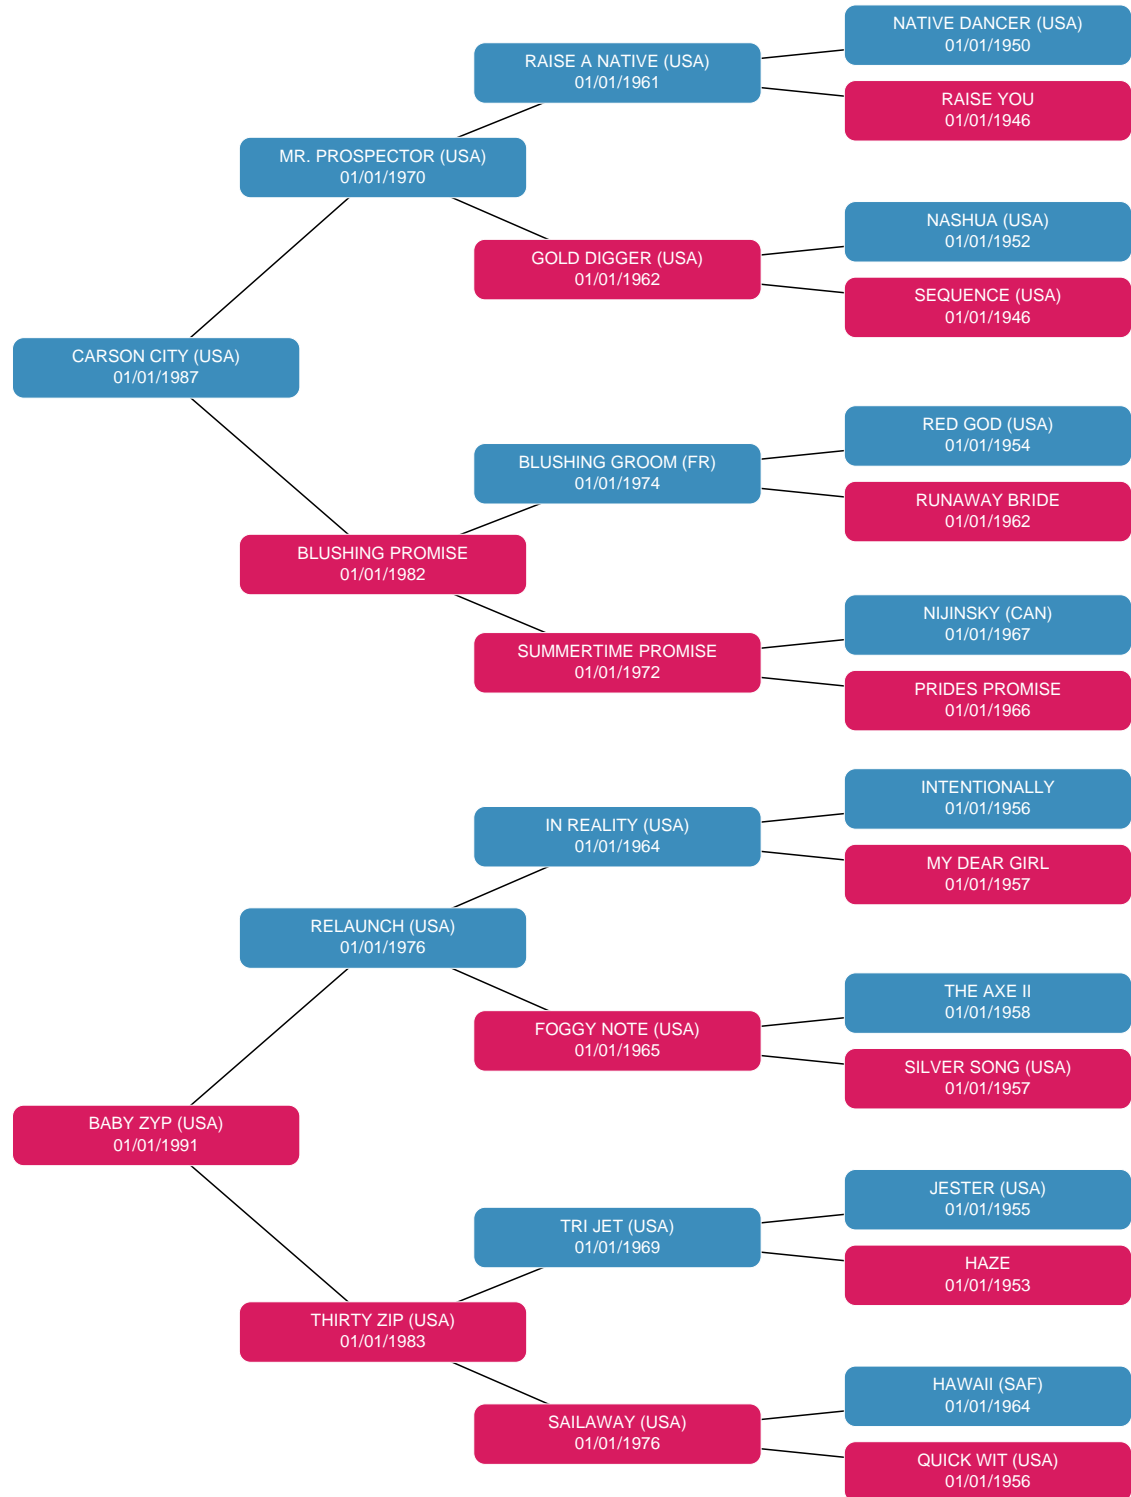 NATIVE DANCER (USA)
01/01/1950
RAISE A NATIVE (USA)
01/01/1961
RAISE YOU
01/01/1946
MR. PROSPECTOR (USA)
01/01/1970
NASHUA (USA)
01/01/1952
GOLD DIGGER (USA)
01/01/1962
SEQUENCE (USA)
01/01/1946
CARSON CITY (USA)
01/01/1987
RED GOD (USA)
01/01/1954
BLUSHING GROOM (FR)
01/01/1974
RUNAWAY BRIDE
01/01/1962
BLUSHING PROMISE
01/01/1982
NIJINSKY (CAN)
01/01/1967
SUMMERTIME PROMISE
01/01/1972
PRIDES PROMISE
01/01/1966
INTENTIONALLY
01/01/1956
IN REALITY (USA)
01/01/1964
MY DEAR GIRL
01/01/1957
RELAUNCH (USA)
01/01/1976
THE AXE II
01/01/1958
FOGGY NOTE (USA)
01/01/1965
SILVER SONG (USA)
01/01/1957
BABY ZYP (USA)
01/01/1991
JESTER (USA)
01/01/1955
TRI JET (USA)
01/01/1969
HAZE
01/01/1953
THIRTY ZIP (USA)
01/01/1983
HAWAII (SAF)
01/01/1964
SAILAWAY (USA)
01/01/1976
QUICK WIT (USA)
01/01/1956